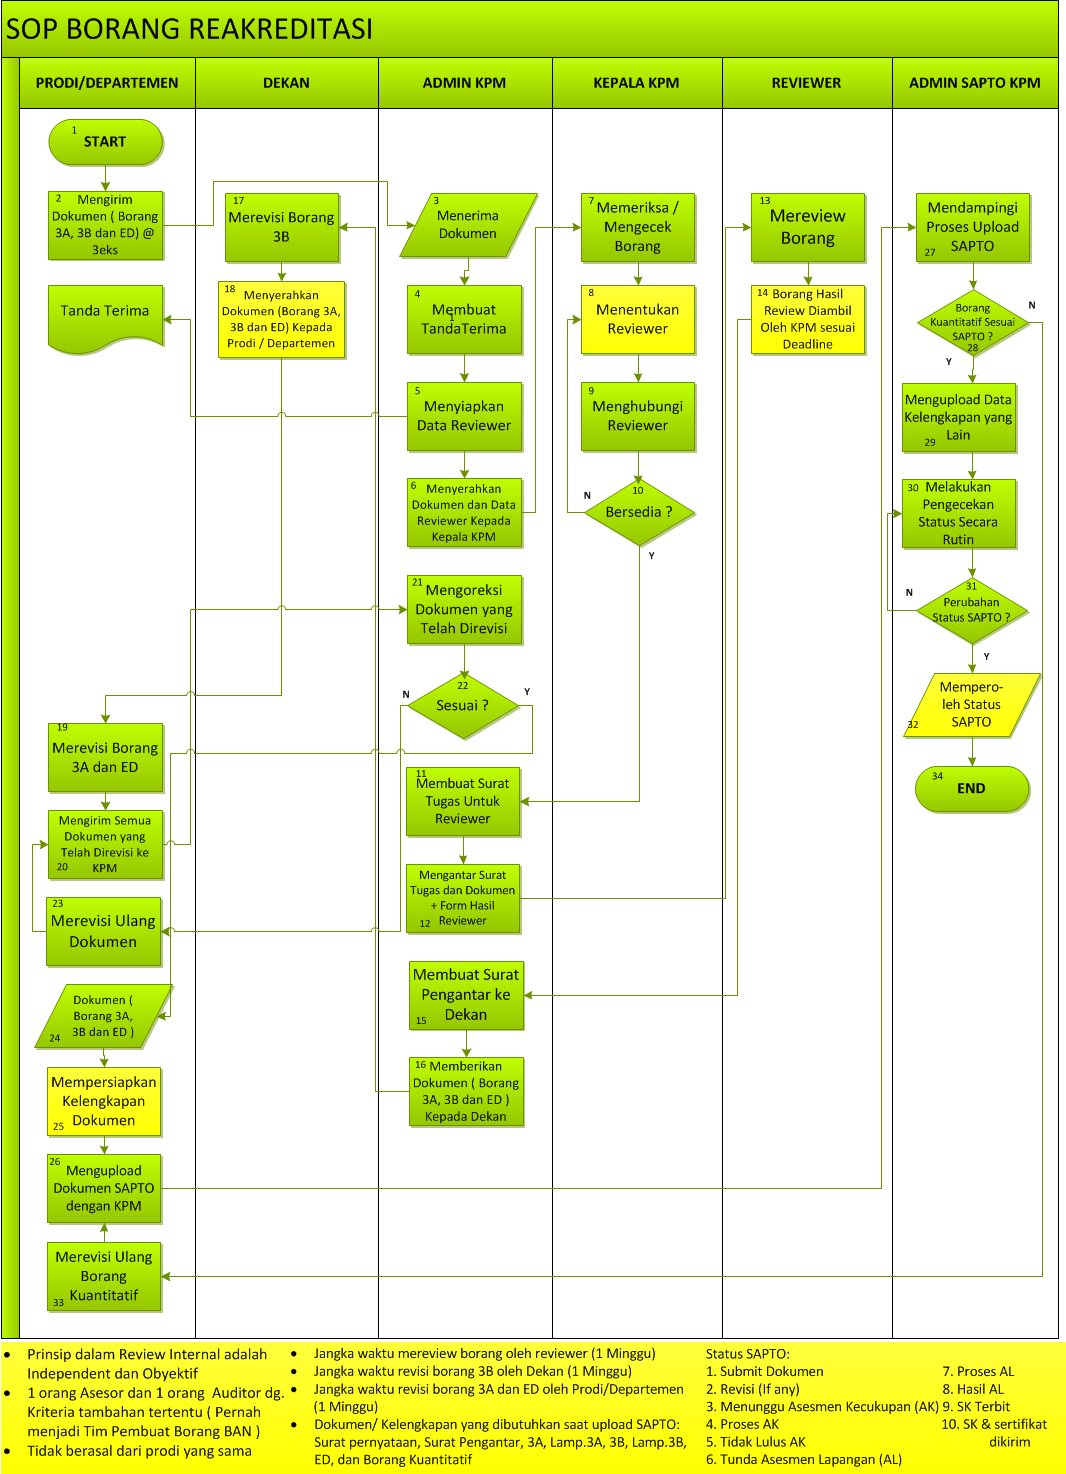 SOP BORANG REAKREDITASI
PRODI/DEPARTEMEN
DEKAN
ADMIN KPM
KEPALA KPM
REVIEWER
ADMIN SAPTO KPM
1
START
2 Mengirim
Dokumen ( Borang
3A, 3B dan ED) @
3eks
Tanda Terima
19
Merevisi Borang
3A dan ED
Mengirim Semua
Dokumen yang
Telah Direvisi ke
20 KPM
23
Merevisi Ulang
Dokumen
Dokumen (
Borang 3A,
3B dan ED )
24
Mempersiapkan
Kelengkapan
Dokumen
25
26
Mengupload
Dokumen SAPTO
dengan KPM
Merevisi Ulang
Borang
Kuantitatif
33
17
Merevisi Borang
3B
18
Menyerahkan
Dokumen (Borang 3A,
3B dan ED) Kepada
Prodi / Departemen
3
Menerima
Dokumen
4
Membuat
1
TandaTerima
5
Menyiapkan
Data Reviewer
6
Menyerahkan
Dokumen dan Data
Reviewer Kepada
Kepala KPM
21
Mengoreksi
Dokumen yang
Telah Direvisi
22
N
Y
Sesuai ?
11
Membuat Surat
Tugas Untuk
Reviewer
Mengantar Surat
Tugas dan Dokumen
+ Form Hasil
12 Reviewer
Membuat Surat
Pengantar ke
Dekan
15
16 Memberikan
Dokumen ( Borang
3A, 3B dan ED )
Kepada Dekan
7
Memeriksa /
Mengecek
Borang
8
Menentukan
Reviewer
9
Menghubungi
Reviewer
10
N
Bersedia ?
Y
13
Mereview
Borang
14 Borang Hasil
Review Diambil
Oleh KPM sesuai
Deadline
Mendampingi
Proses Upload
SAPTO
27
N
Borang
Kuantitatif Sesuai
SAPTO ?
28
Y
Mengupload Data
Kelengkapan yang
Lain
29
30 Melakukan
Pengecekan
Status Secara
Rutin
31
N
Perubahan
Status SAPTO ?
Y
Mempero-
leh Status
SAPTO
32
34
END
• Prinsip dalam Review Internal adalah
Independent dan Obyektif
• 1 orang Asesor dan 1 orang Auditor dg.
Kriteria tambahan tertentu ( Pernah
menjadi Tim Pembuat Borang BAN )
• Tidak berasal dari prodi yang sama
• Jangka waktu mereview borang oleh reviewer (1 Minggu)
• Jangka waktu revisi borang 3B oleh Dekan (1 Minggu)
• Jangka waktu revisi borang 3A dan ED oleh Prodi/Departemen
(1 Minggu)
• Dokumen/ Kelengkapan yang dibutuhkan saat upload SAPTO:
Surat pernyataan, Surat Pengantar, 3A, Lamp.3A, 3B, Lamp.3B,
ED, dan Borang Kuantitatif
Status SAPTO:
1. Submit Dokumen
2. Revisi (If any)
3. Menunggu Asesmen Kecukupan (AK)
4. Proses AK
5. Tidak Lulus AK
6. Tunda Asesmen Lapangan (AL)
7. Proses AL
8. Hasil AL
9. SK Terbit
10. SK & sertifikat
dikirim